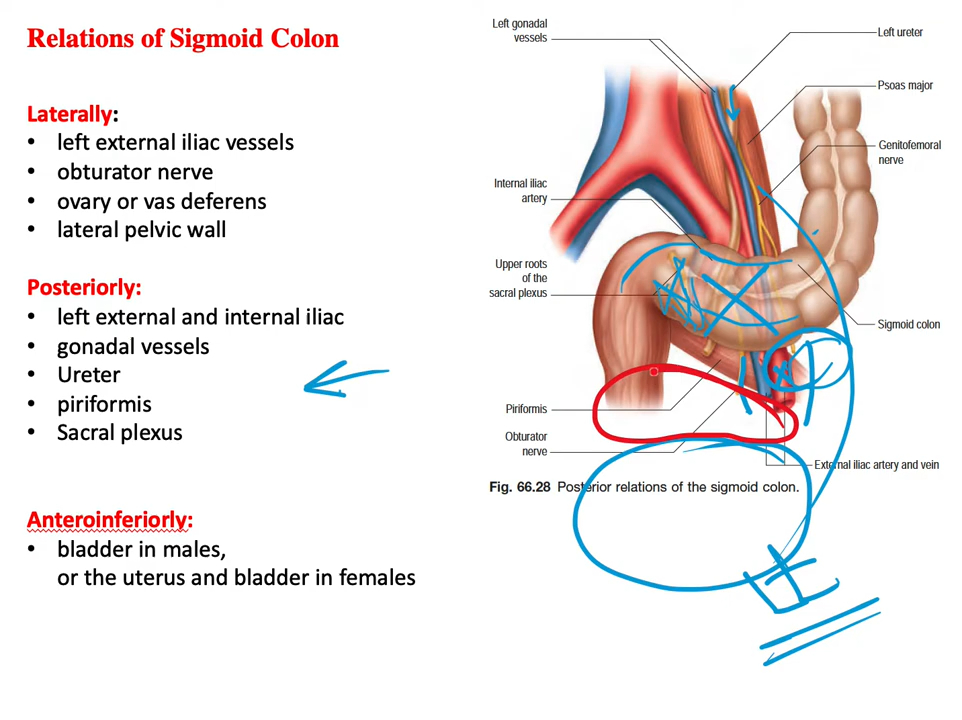 Relations of Sigmoid Colon
Laterally:
• left external iliac vessels
• obturator nerve
• ovary or vas deferens
• lateral pelvic wall
Posteriorly:
• left external and internal iliac
• gonadal vessels
• Ureter
• piriformis
• Sacral plexus
Anteroinferiorly:
• bladder in males,
or the uterus and bladder in females
Left gonadal
vessels
Left ureter
Psoas major
Genitofemoral
nerve
Internal iliac
artery
Upper roots
of the
sacral plexus
Sigmoid colon
Piriformis
Obturator
nerve
External iliac artery and vein
Fig. 66.28 Posterior relations of the sigmoid colon.